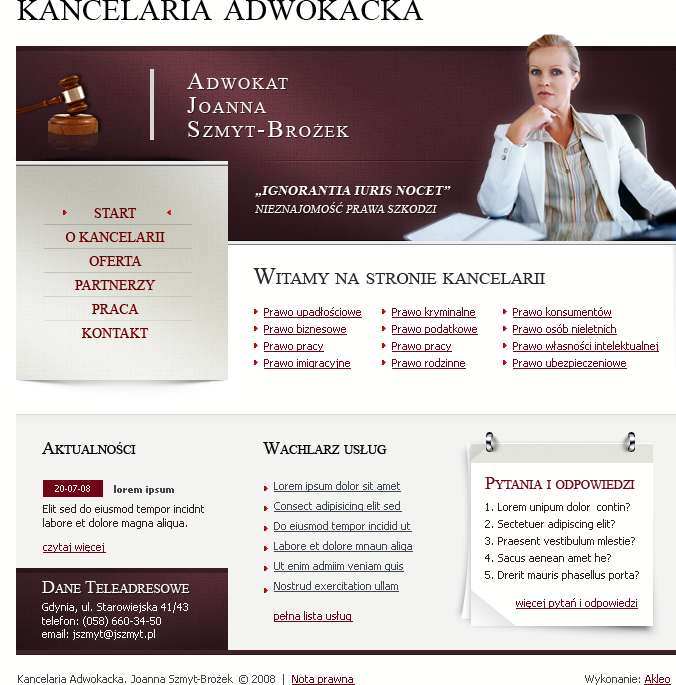 KANCELARIA ADWOKACKA
ADWOKAT
JOANNA
SZMYT-BROŻEK
„IGNORANTIA IURIS NOCET”
NIEZNAJOMOŚĆ PRAWA SZKODZI
START
O KANCELARII
OFERTA
PARTNERZY
PRACA
KONTAKT
WITAMY NA STRONIE KANCELARII
Prawo upadłościowe
Prawo biznesowe
Prawo pracy
Prawo imigracyjne
Prawo kryminalne
Prawo podatkowe
Prawo pracy
Prawo rodzinne
Prawo konsumentów
Prawo osób nieletnich
Prawo własności intelektualnej
Prawo ubezpieczeniowe
AKTUALNOŚCI
20-07-08 lorem ipsum
Elit sed do eiusmod tempor incidnt
labore et dolore magna aliqua.
czytaj więcej
DANE TELEADRESOWE
Gdynia, ul. Starowiejska 41/43
telefon: (058) 660-34-50
email: jszmyt@jszmyt.pl
WACHLARZ USŁUG
Lorem ipsum dolor sit amet
Consect adipisicing elit sed
Do eiusmod tempor incidid ut
Labore et dolore mnaun aliqa
Ut enim admiim veniam quis
Nostrud exercitation ullam
pełna lista usług
PYTANIA I ODPOWIEDZI
1. Lorem unipum dolor contin?
2. Sectetuer adipiscing elit?
3. Praesent vestibulum mlestie?
4. Sacus aenean amet he?
5. Drerit mauris phasellus porta?
więcej pytań i odpowiedzi
Kancelaria Adwokacka. Joanna Szmyt-Brożek © 2008 | Nota prawna
Wykonanie: Akleo